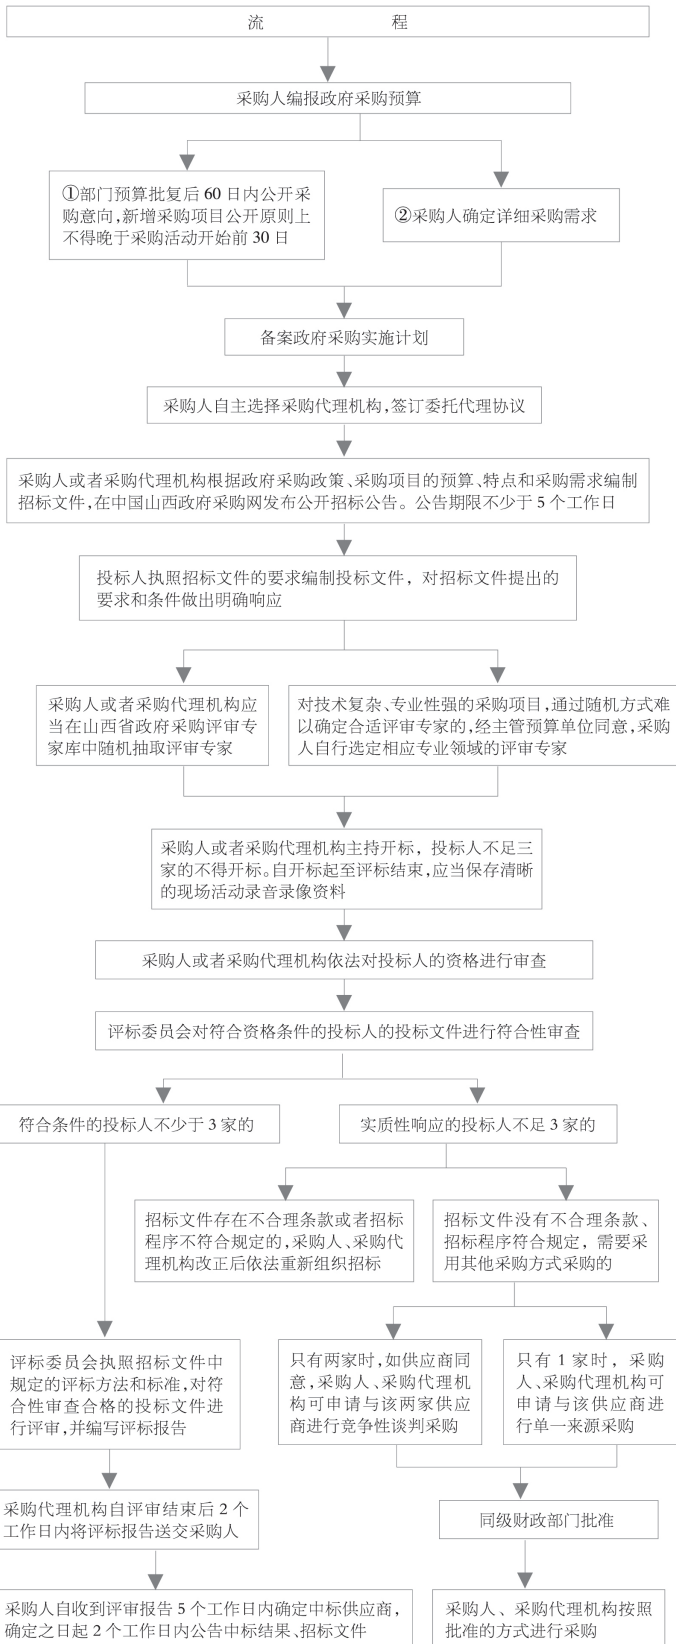 流程
采购人编报政府采购预算
①部门预算批复后 60 日内公开采
购意向,新增采购项目公开原则上
不得晚于采购活动开始前 30 日
②采购人确定详细采购需求
备案政府采购实施计划
采购人自主选择采购代理机构,签订委托代理协议
采购人或者采购代理机构根据政府采购政策、采购项目的预算、特点和采购需求编制
招标文件,在中国山西政府采购网发布公开招标公告。公告期限不少于 5 个工作日
投标人执照招标文件的要求编制投标文件，对招标文件提出的
要求和条件做出明确响应
采购人或者采购代理机构应
当在山西省政府采购评审专
家库中随机抽取评审专家
对技术复杂、专业性强的采购项目,通过随机方式难
以确定合适评审专家的,经主管预算单位同意,采购
人自行选定相应专业领域的评审专家
采购人或者采购代理机构主持开标，投标人不足三
家的不得开标。自开标起至评标结束,应当保存清晰
的现场活动录音录像资料
采购人或者采购代理机构依法对投标人的资格进行审查
评标委员会对符合资格条件的投标人的投标文件进行符合性审查
符合条件的投标人不少于 3 家的
实质性响应的投标人不足 3 家的
招标文件存在不合理条款或者招标
程序不符合规定的,采购人、采购代
理机构改正后依法重新组织招标
招标文件没有不合理条款、
招标程序符合规定，需要采
用其他采购方式采购的
评标委员会执照招标文件中
规定的评标方法和标准,对符
合性审查合格的投标文件进
行评审,并编写评标报告
只有两家时,如供应商同
意,采购人、采购代理机
构可申请与该两家供应
商进行竞争性谈判采购
只有 1 家时，采购
人、采购代理机构可
申请与该供应商进
行单一来源采购
采购代理机构自评审结束后 2 个
工作日内将评标报告送交采购人
同级财政部门批准
采购人自收到评审报告 5 个工作日内确定中标供应商,
确定之日起 2 个工作日内公告中标结果、招标文件
采购人、采购代理机构按照
批准的方式进行采购